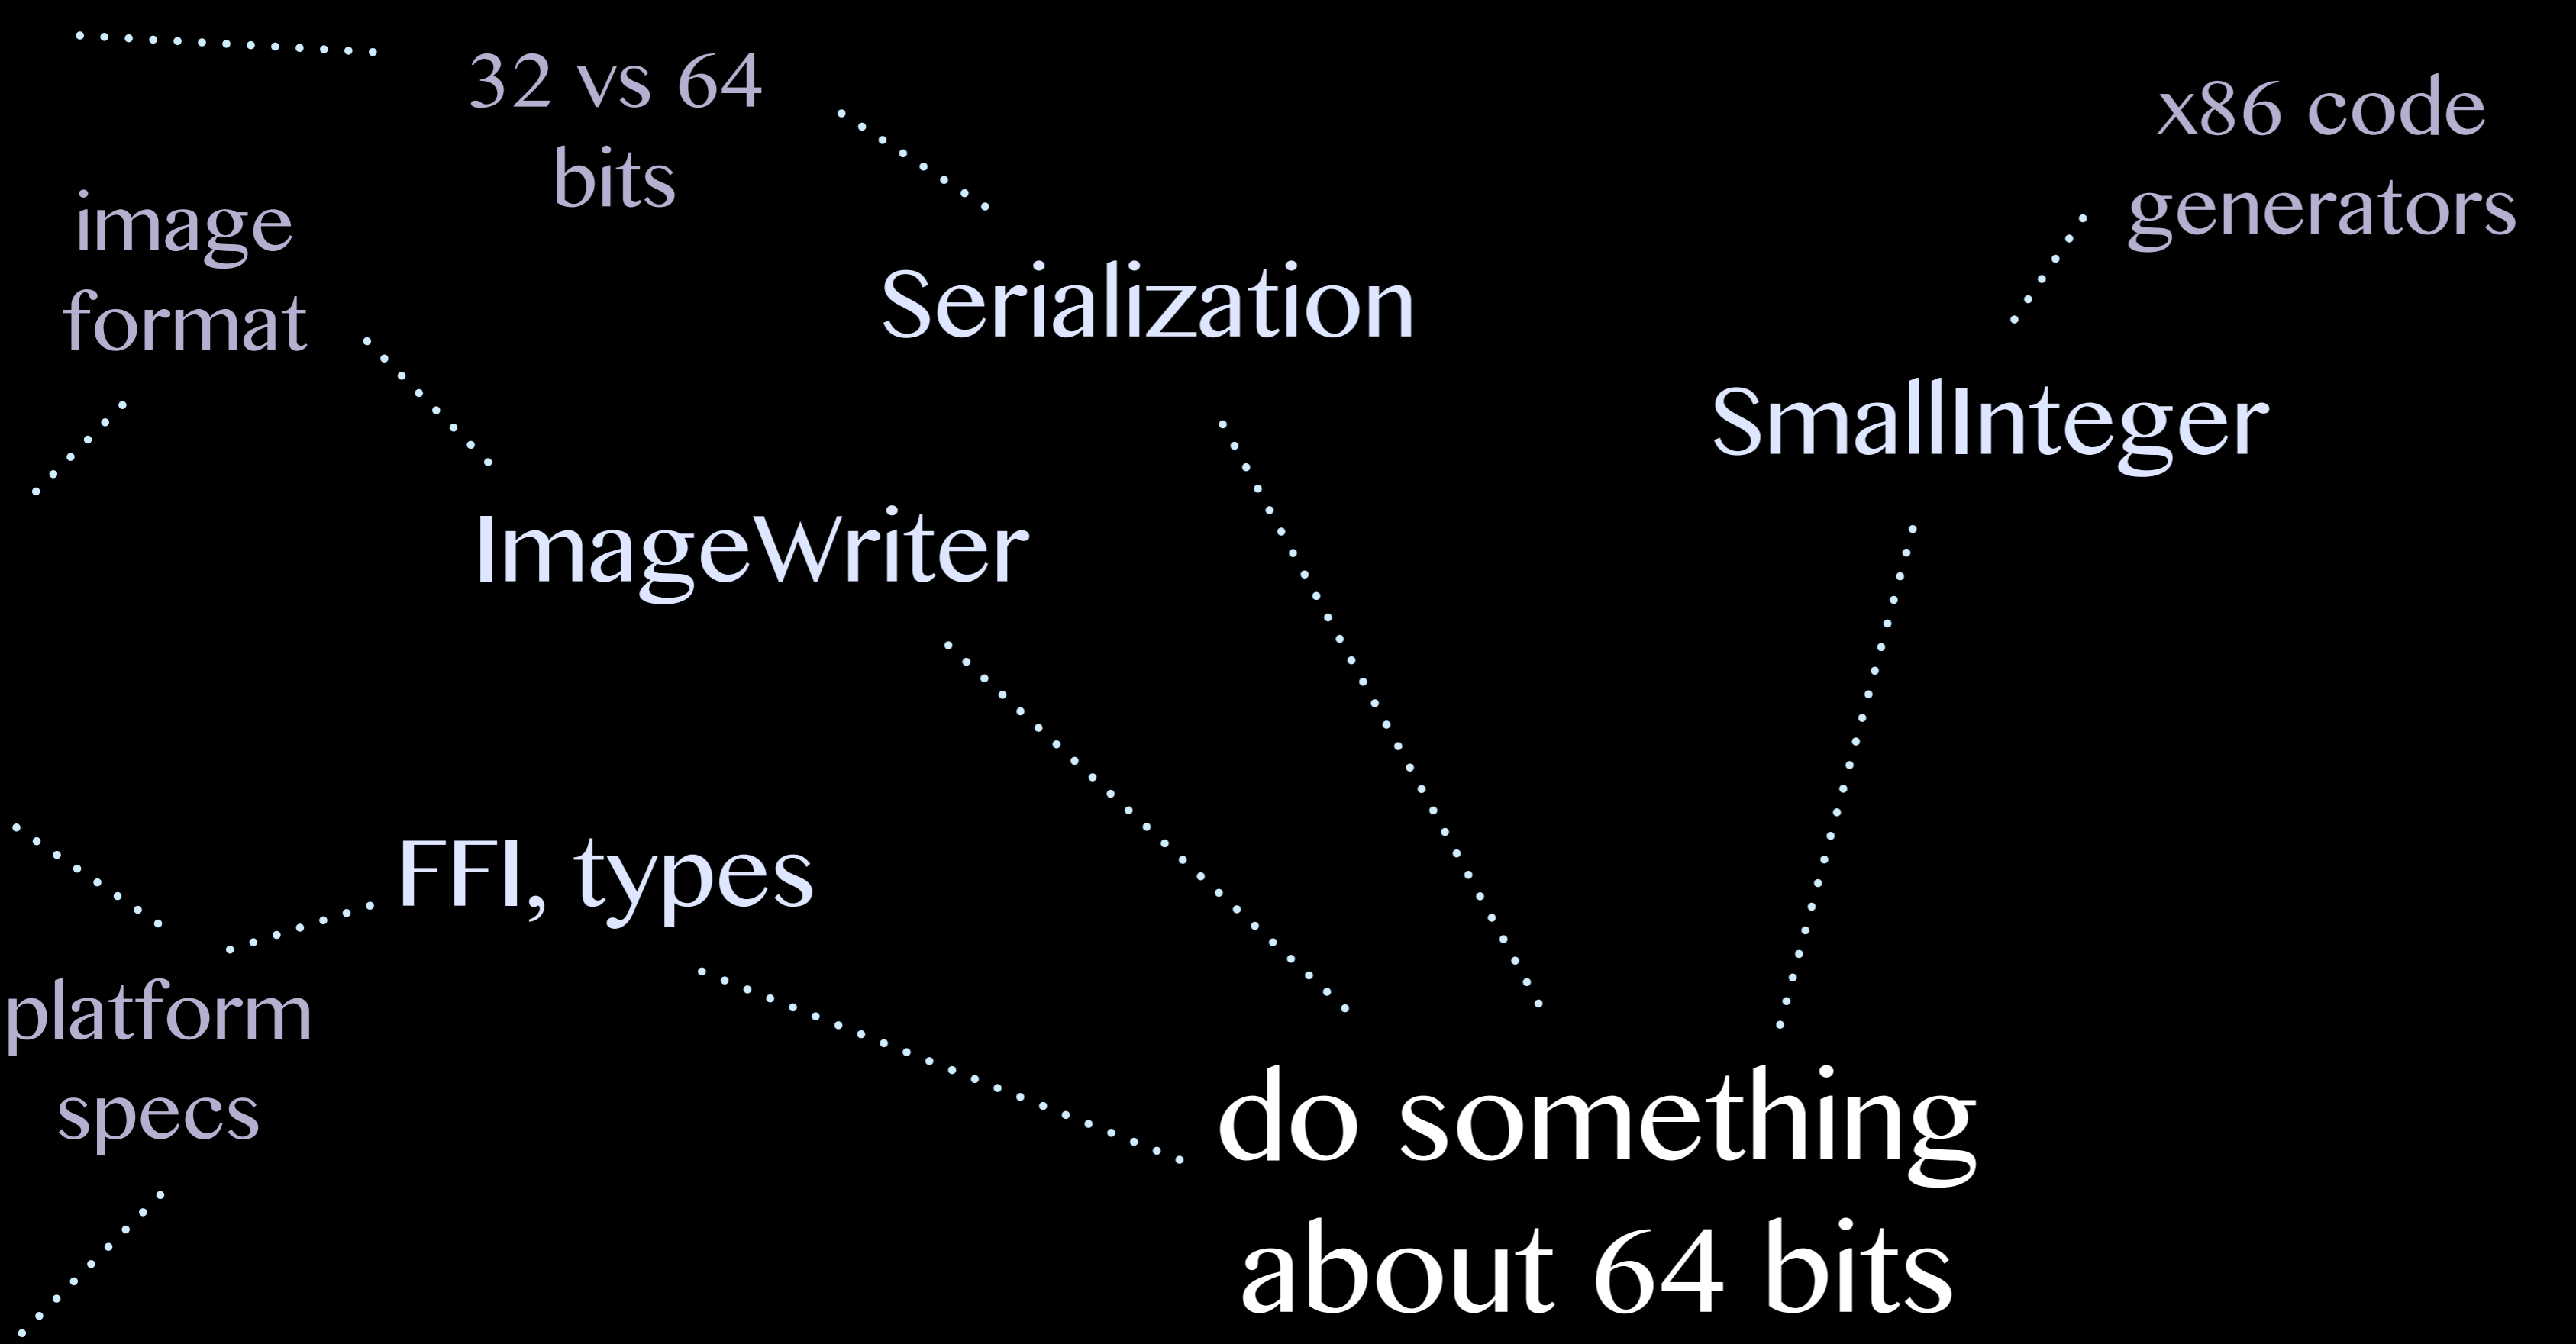 32 vs 64
bits
x86 code
generators
image
format
Serialization
SmallInteger
ImageWriter
FFI, types
platform
specs
do something
about 64 bits